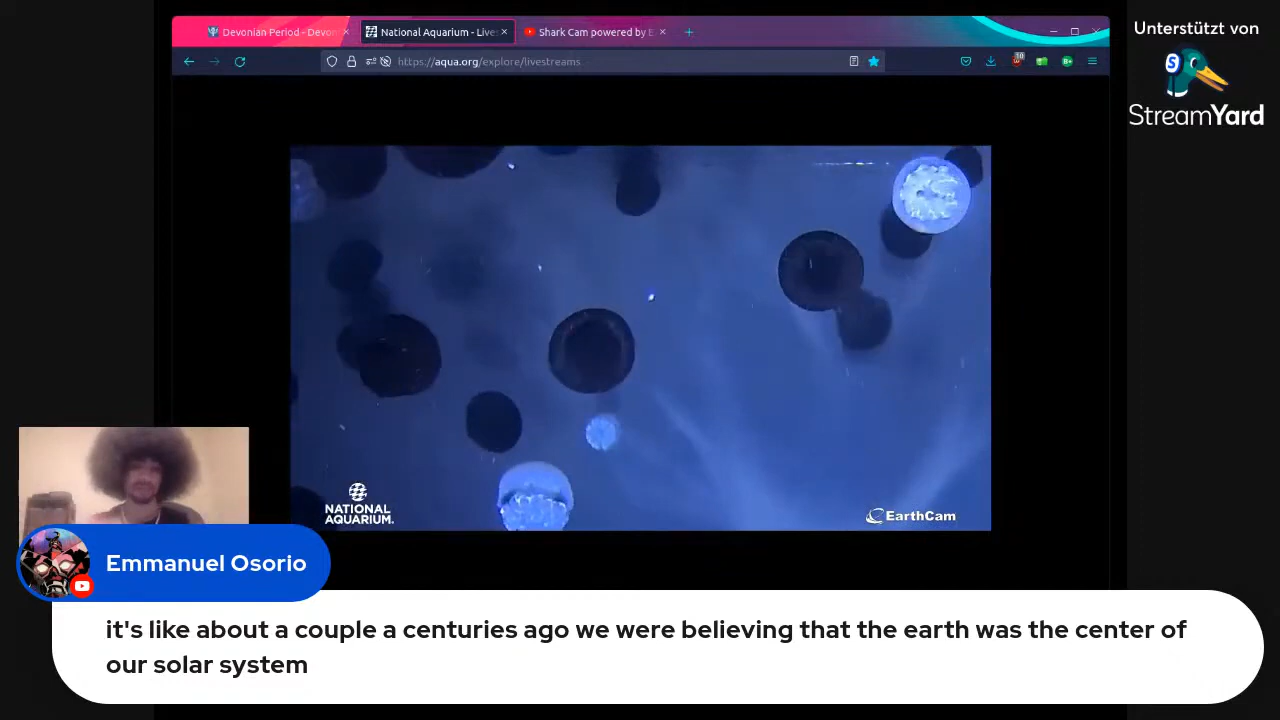 Devonian Period - Devon
National Aquarium - Live
Shark Cam powered by E
Unterstützt von
StreamYard
https://aqua.org/explore/livestreams
10
NATIONAL
AQUARIUM.
EarthCam
Emmanuel Osorio
it's like about a couple a centuries ago we were believing that the earth was the center of
our solar system